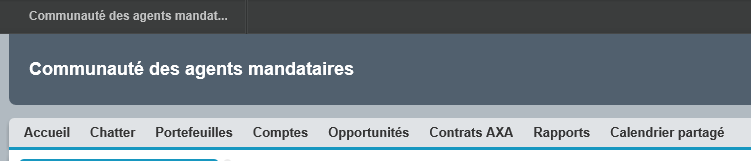 Communauté des agents mandat...
Communauté des agents mandataires
Accueil Chatter Portefeuilles Comptes Opportunités Contrats AXA Rapports Calendrier partagé